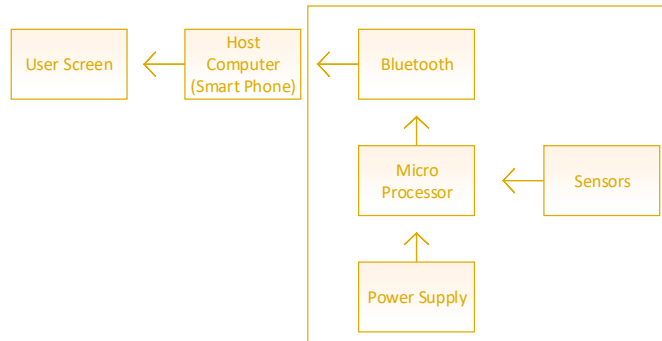 User Screen
Host
Computer
(Smart Phone)
Bluetooth
Micro
Processor
Sensors
Power Supply